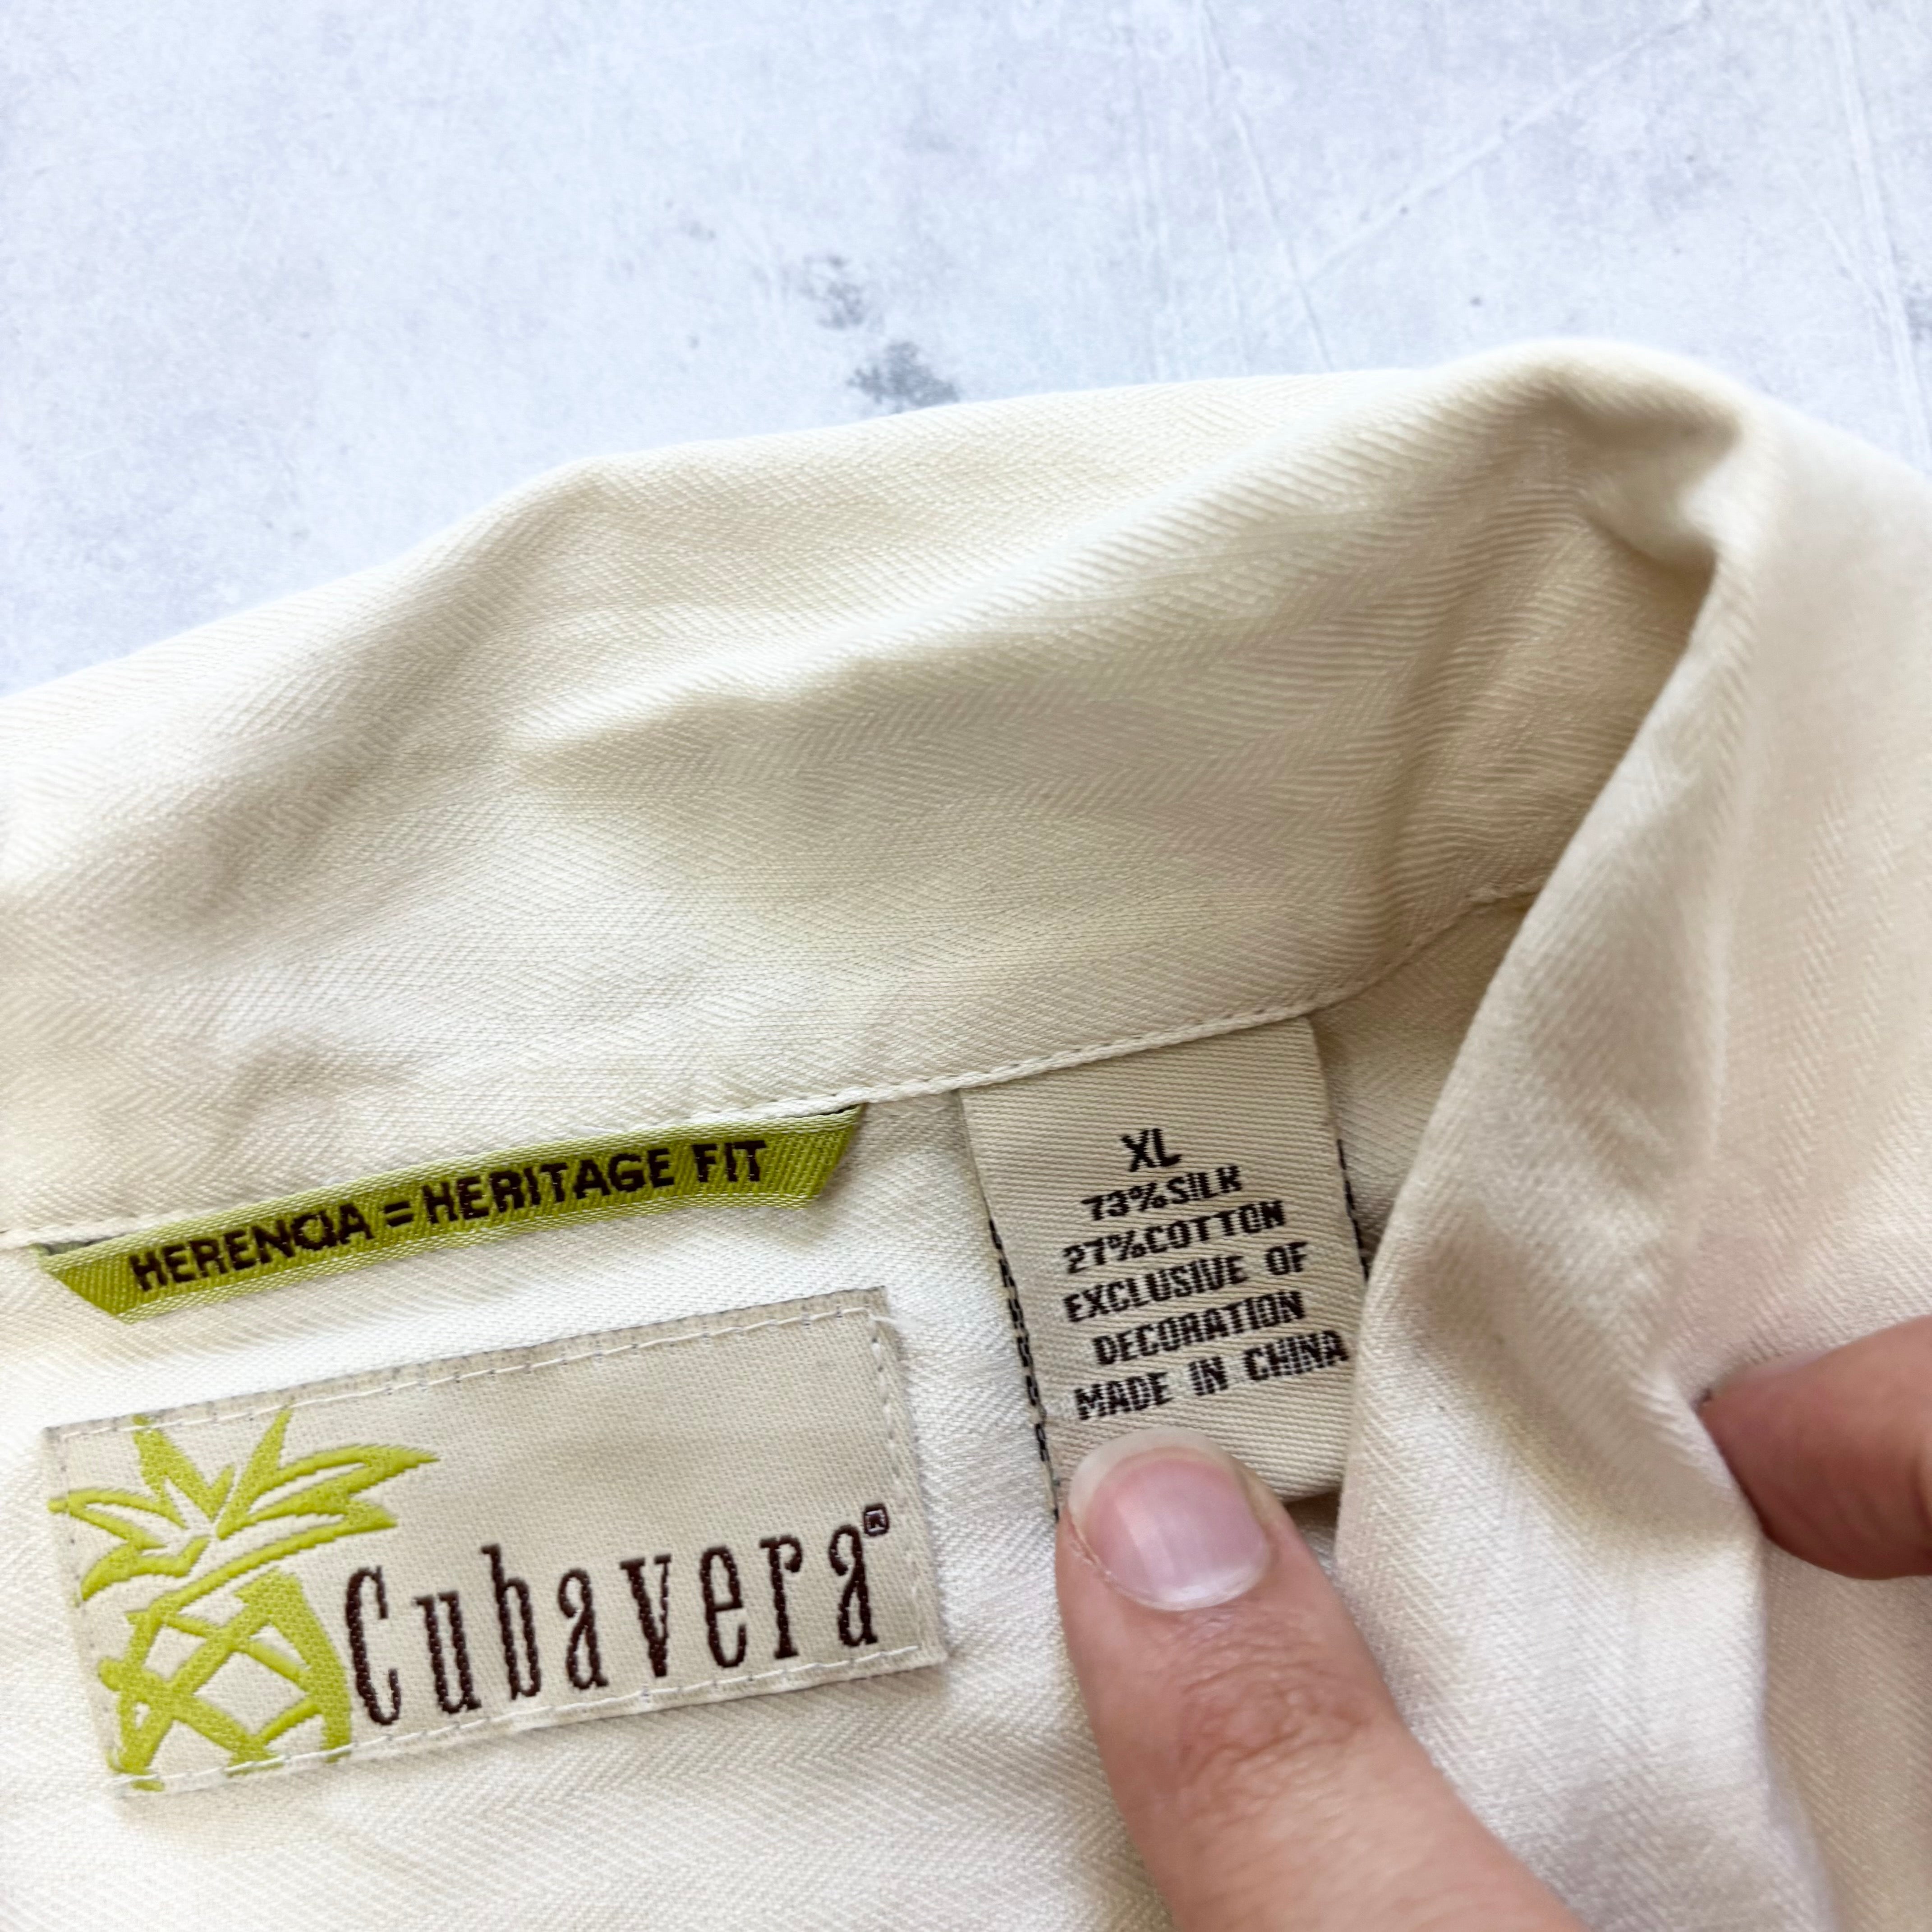 HERENCIA = HERITAGE FIT
Cubavera®
XL
73%SILK
27%COTTON
EXCLUSIVE OF
DECORATION
MADE IN CHINA